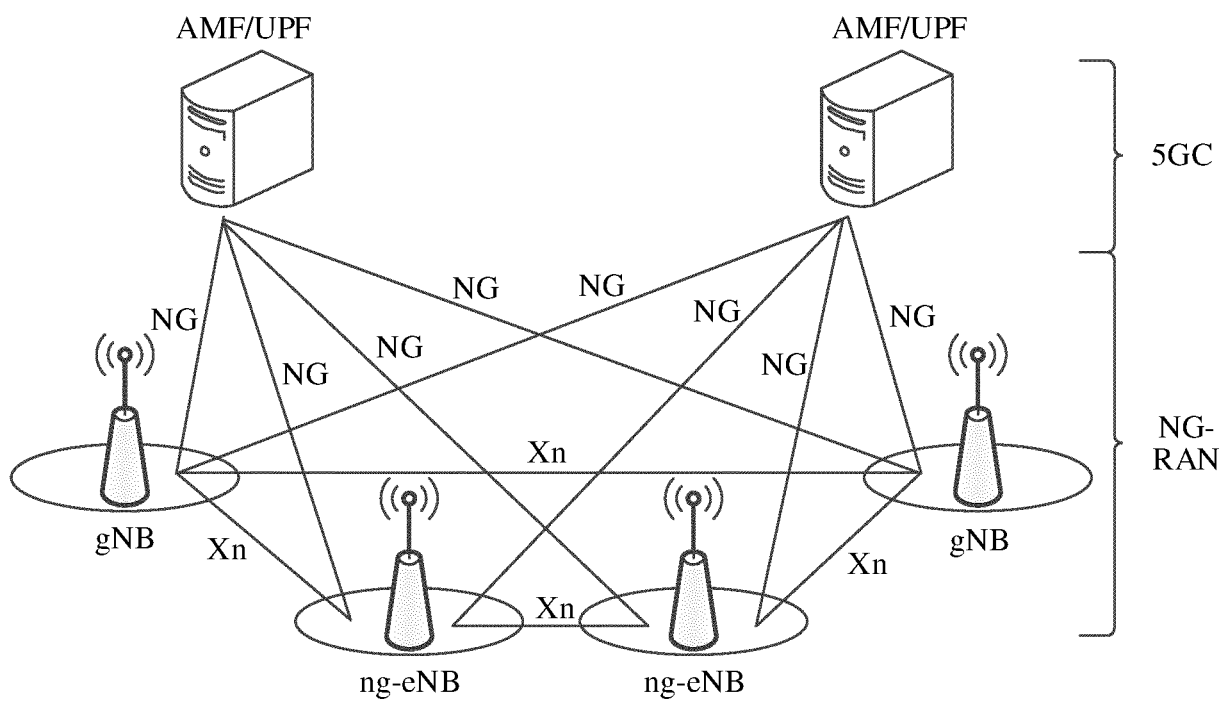 AMF/UPF
AMF/UPF
5GC
NG
NG
NG
NG
NG
NG
NG
NG
NG-
RAN
Xn
gNB
gNB
Xn
Xn
Xn
ng-eNB
ng-eNB